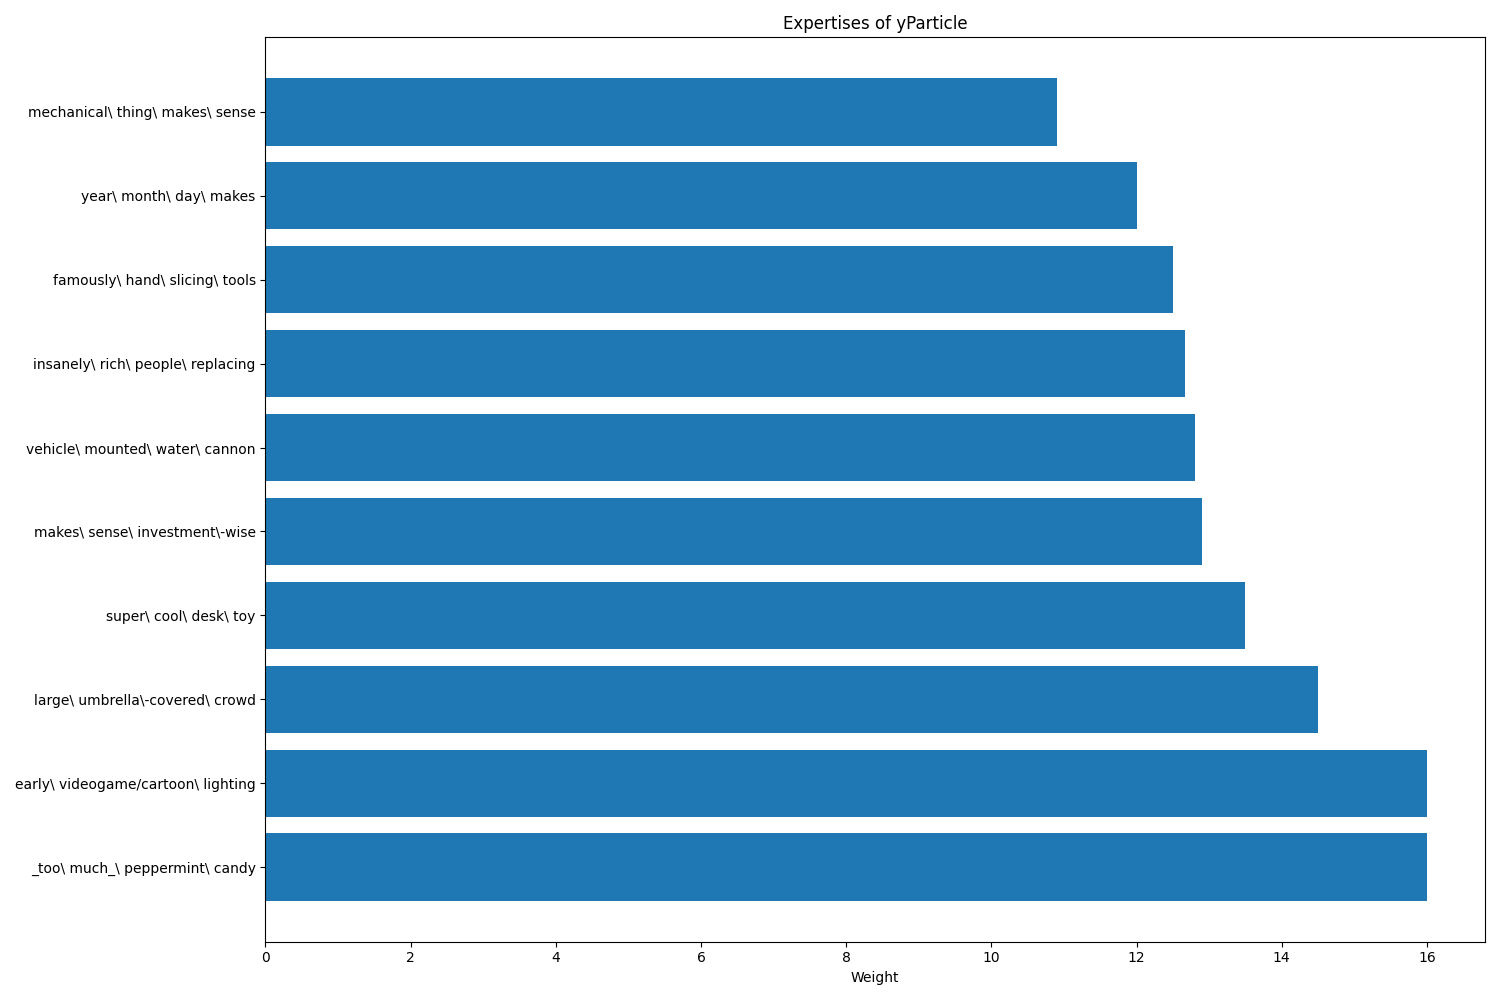 Expertises of yParticle
mechanical\ thing\ makes\ sense
year\ month\ day\ makes
famously\ hand\ slicing\ tools
insanely\ rich\ people\ replacing
vehicle\ mounted\ water\ cannon
makes\ sense\ investment\-wise
super\ cool\ desk\ toy
large\ umbrella\-covered\ crowd
early\ videogame/cartoon\ lighting
_too\ much_\ peppermint\ candy
0 2 4 6 8 10 12 14 16
Weight